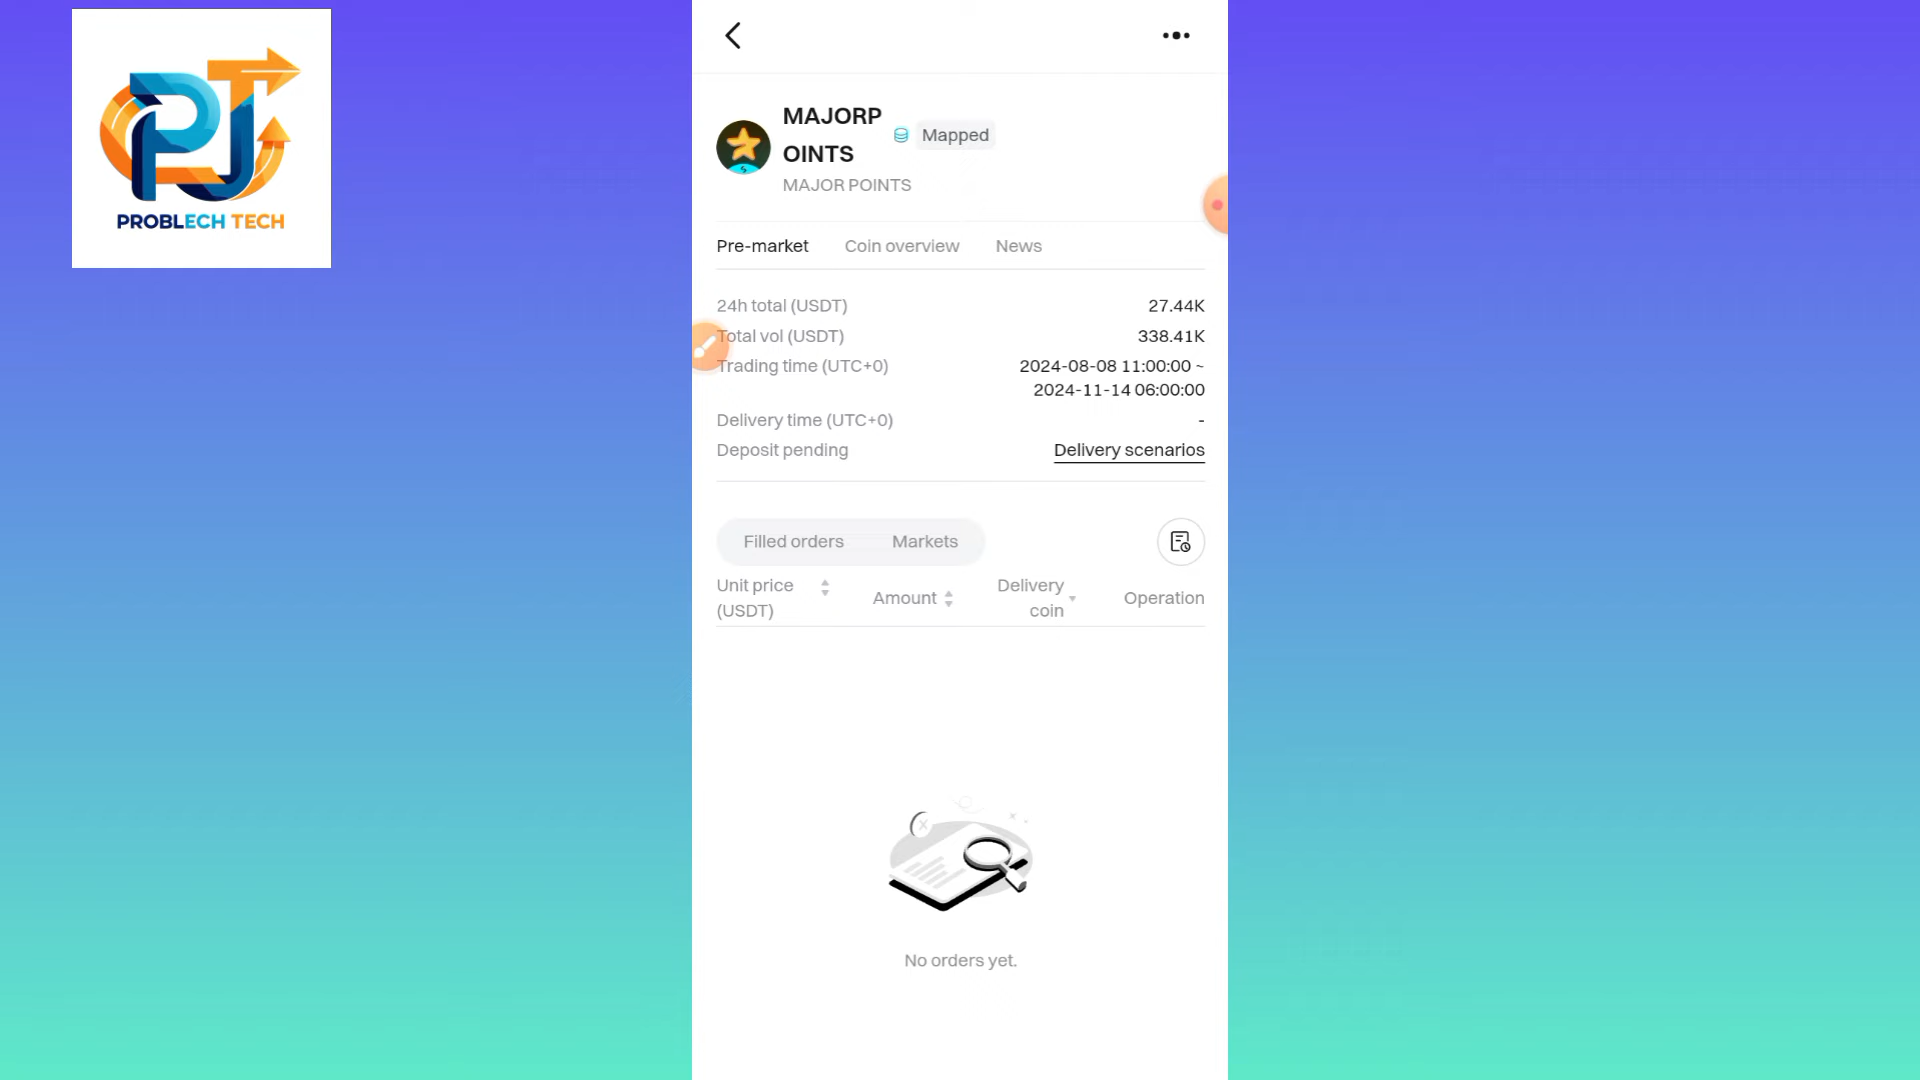 PROBLECH TECH
MAJORP
OINTS
Mapped
MAJOR POINTS
Pre-market Coin overview News
24h total (USDT) 27.44K
Total vol (USDT) 338.41K
Trading time (UTC+0) 2024-08-08 11:00:00 ~
2024-11-14 06:00:00
Delivery time (UTC+0) -
Deposit pending Delivery scenarios
Filled orders Markets
Unit price
(USDT)
Amount
Delivery
coin
Operation
No orders yet.